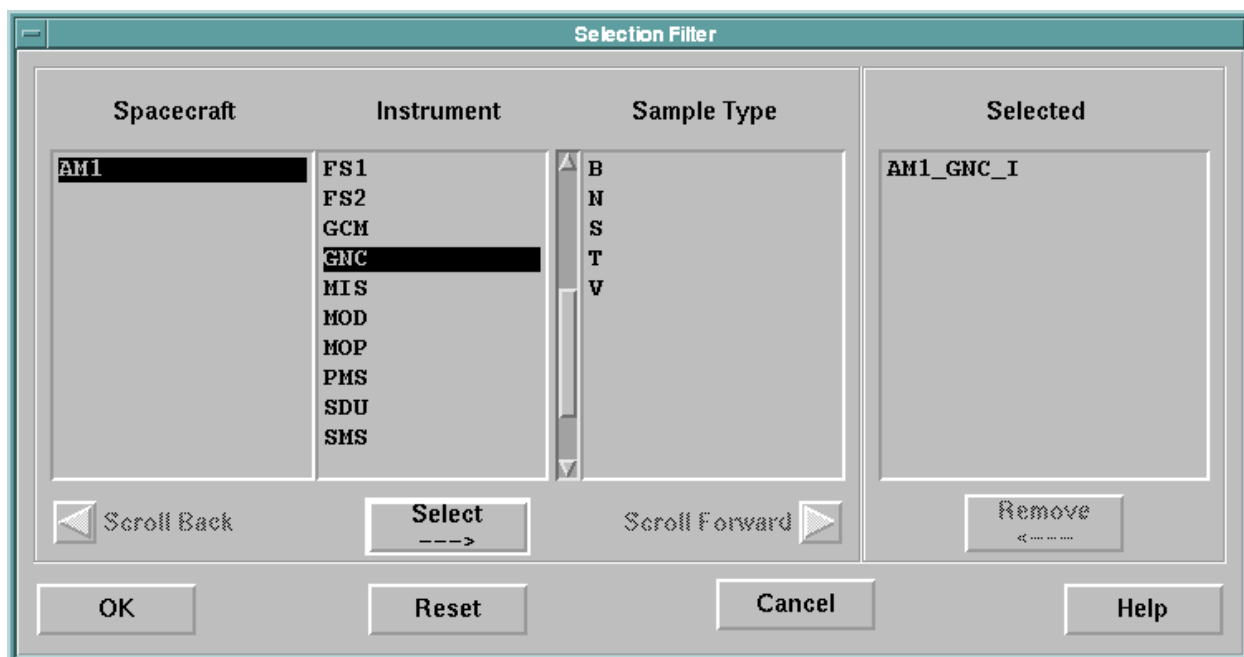 Selection Filter
Spacecraft
Instrument
Sample Type
Selected
AM1
FS1
FS2
GCM
GNC
MIS
MOD
MOP
PMS
SDU
SMS
B
N
S
T
V
AM1_GNC_I
Scroll Back
Select
--->
Scroll Forward
Remove
<---
OK
Reset
Cancel
Help